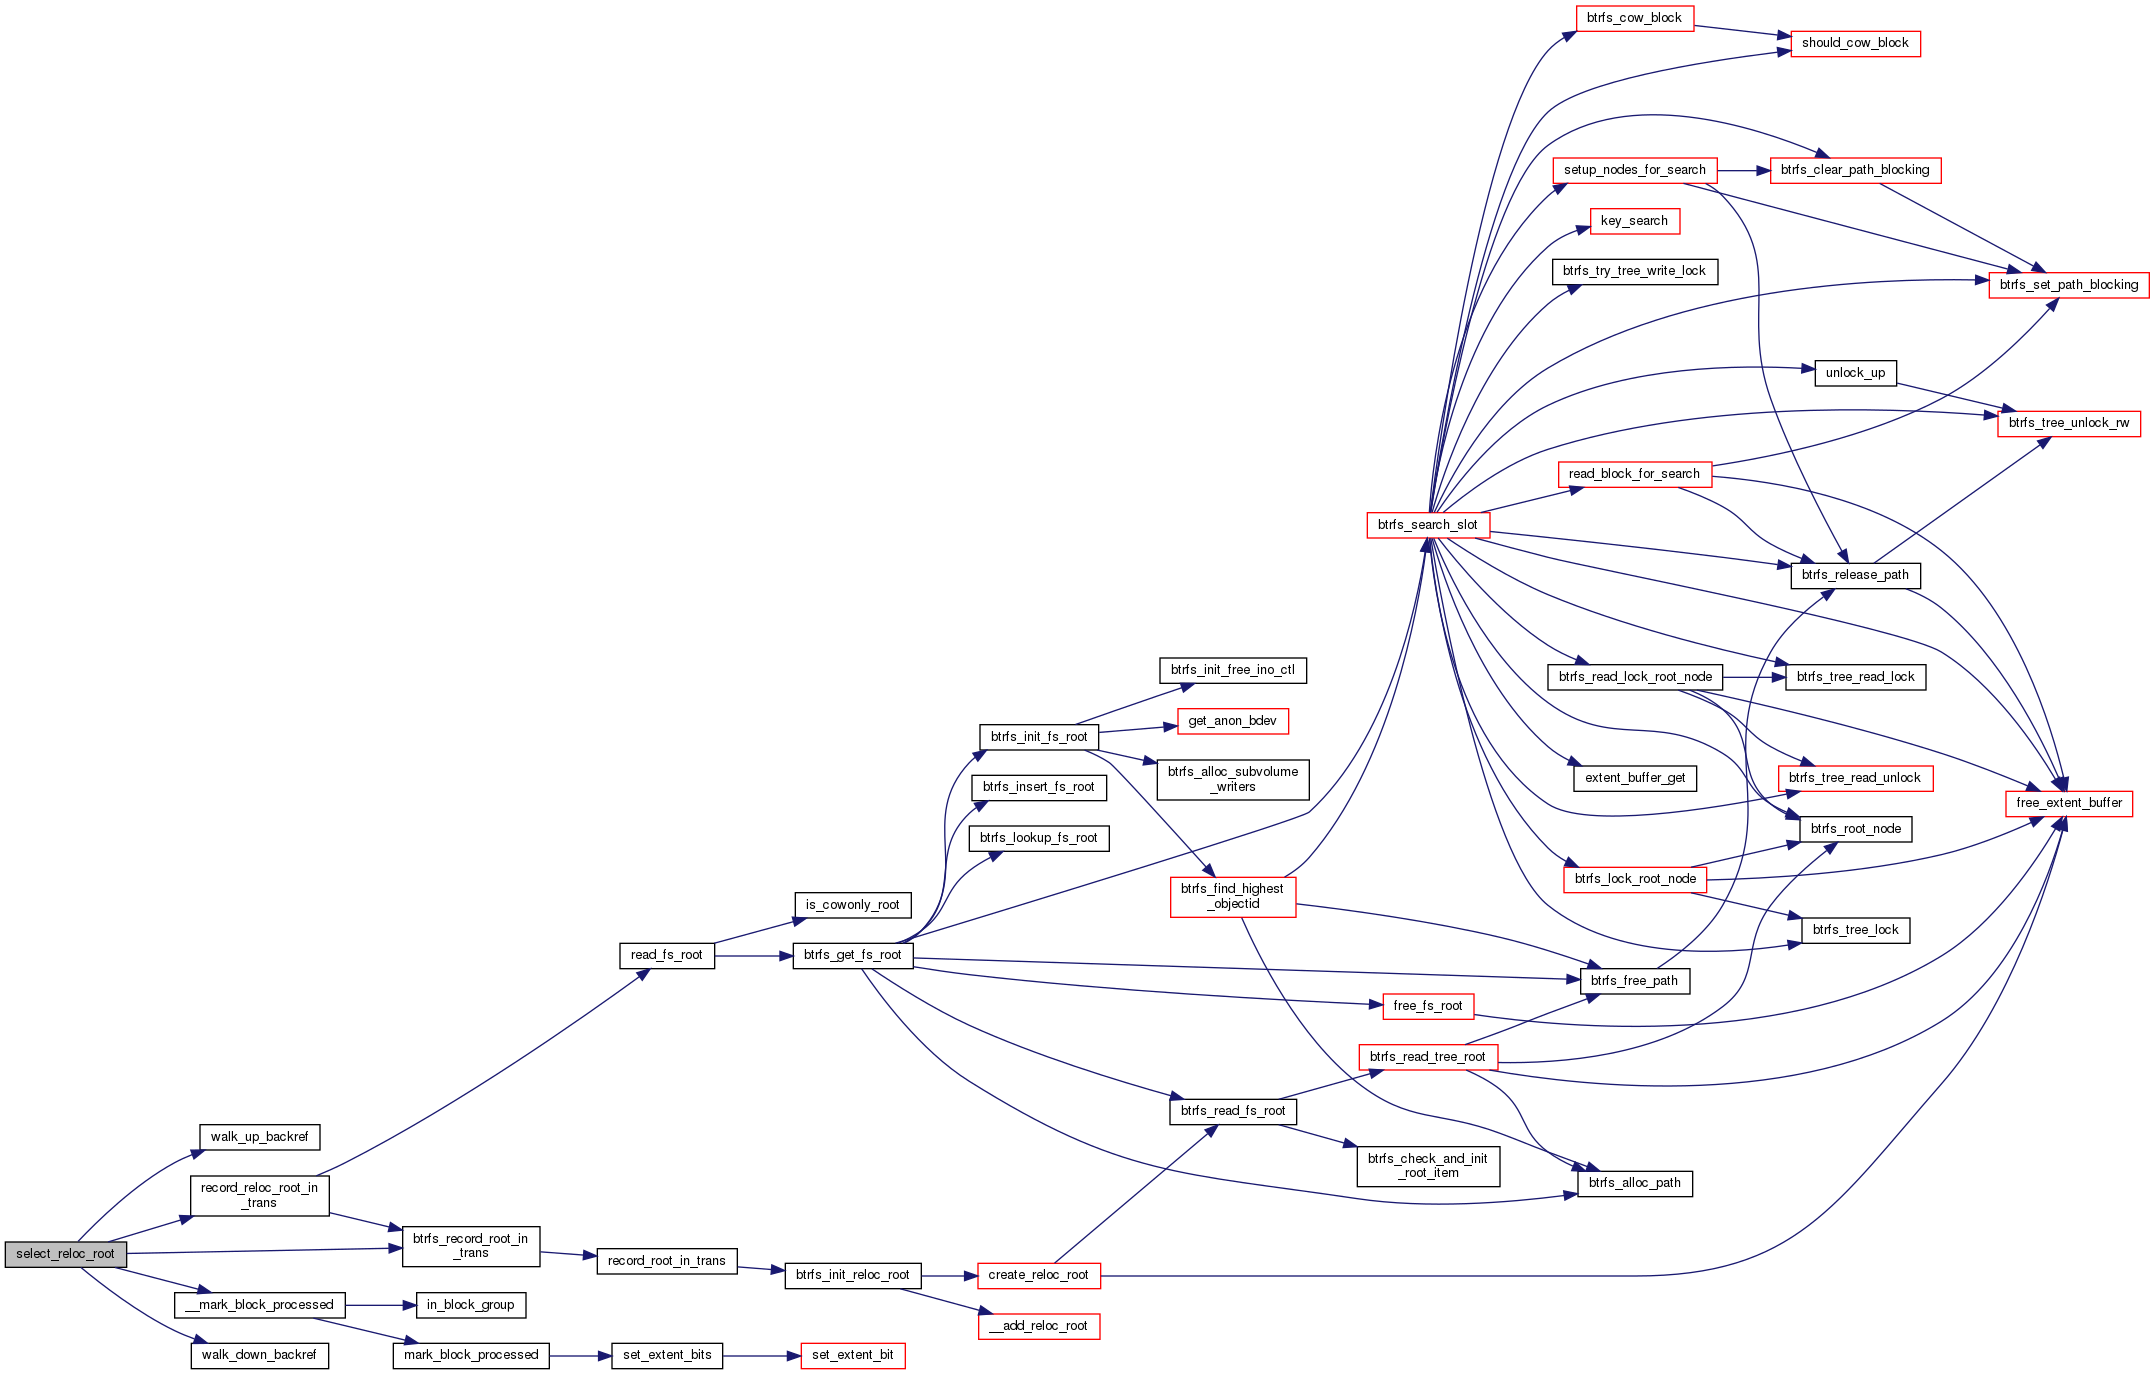 btrfs_cow_block
should_cow_block
setup_nodes_for_search
btrfs_clear_path_blocking
key_search
btrfs_try_tree_write_lock
btrfs_set_path_blocking
unlock_up
btrfs_tree_unlock_rw
read_block_for_search
btrfs_search_slot
btrfs_release_path
btrfs_init_free_ino_ctl
btrfs_read_lock_root_node
btrfs_tree_read_lock
get_anon_bdev
btrfs_init_fs_root
btrfs_alloc_subvolume
_writers
extent_buffer_get
btrfs_tree_read_unlock
btrfs_insert_fs_root
free_extent_buffer
btrfs_lookup_fs_root
btrfs_root_node
btrfs_lock_root_node
btrfs_find_highest
_objectid
is_cowonly_root
btrfs_tree_lock
read_fs_root
btrfs_get_fs_root
btrfs_free_path
free_fs_root
btrfs_read_tree_root
btrfs_read_fs_root
walk_up_backref
btrfs_check_and_init
_root_item
btrfs_alloc_path
record_reloc_root_in
_trans
btrfs_record_root_in
_trans
select_reloc_root
record_root_in_trans
btrfs_init_reloc_root
create_reloc_root
__mark_block_processed
in_block_group
__add_reloc_root
walk_down_backref
mark_block_processed
set_extent_bits
set_extent_bit